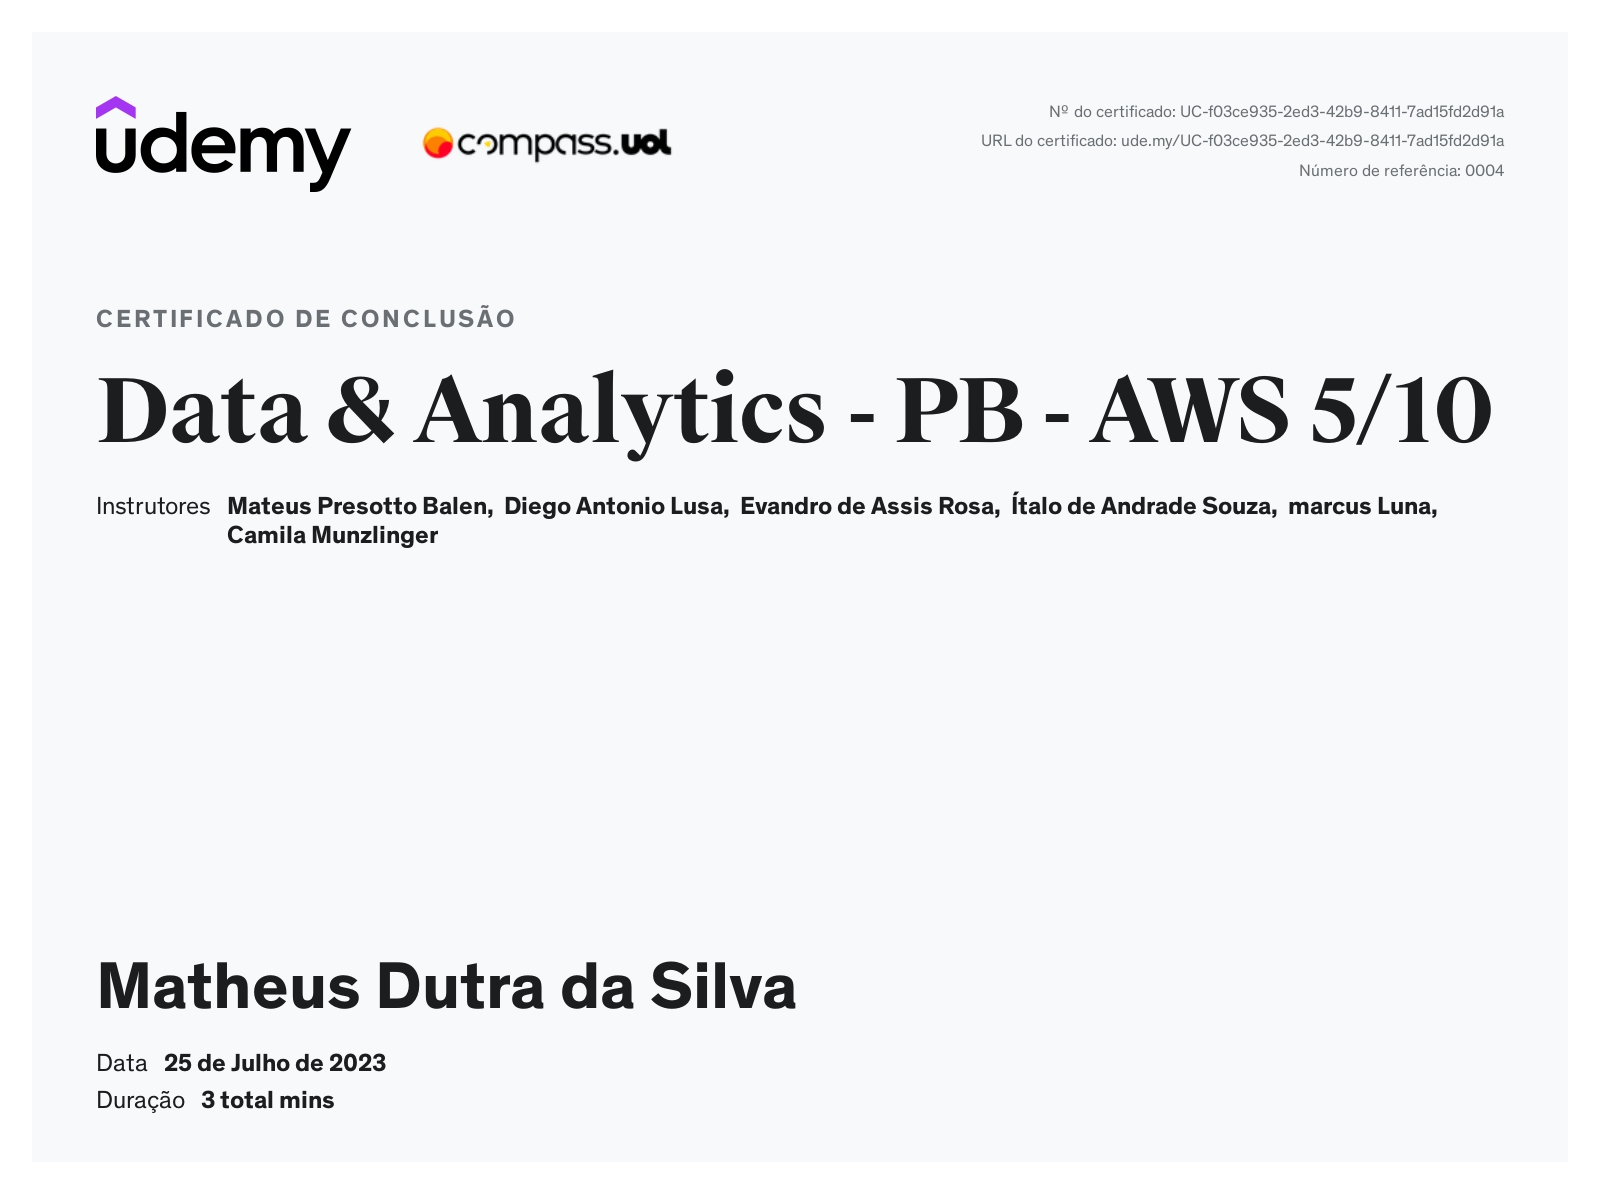 udemy
compass.uol
Nº do certificado: UC-f03ce935-2ed3-42b9-8411-7ad15fd2d91a
URL do certificado: ude.my/UC-f03ce935-2ed3-42b9-8411-7ad15fd2d91a
Número de referência: 0004
CERTIFICADO DE CONCLUSÃO
Data & Analytics - PB - AWS 5/10
Instrutores Mateus Presotto Balen, Diego Antonio Lusa, Evandro de Assis Rosa, Ítalo de Andrade Souza, marcus Luna,
Camila Munzlinger
Matheus Dutra da Silva
Data 25 de Julho de 2023
Duração 3 total mins